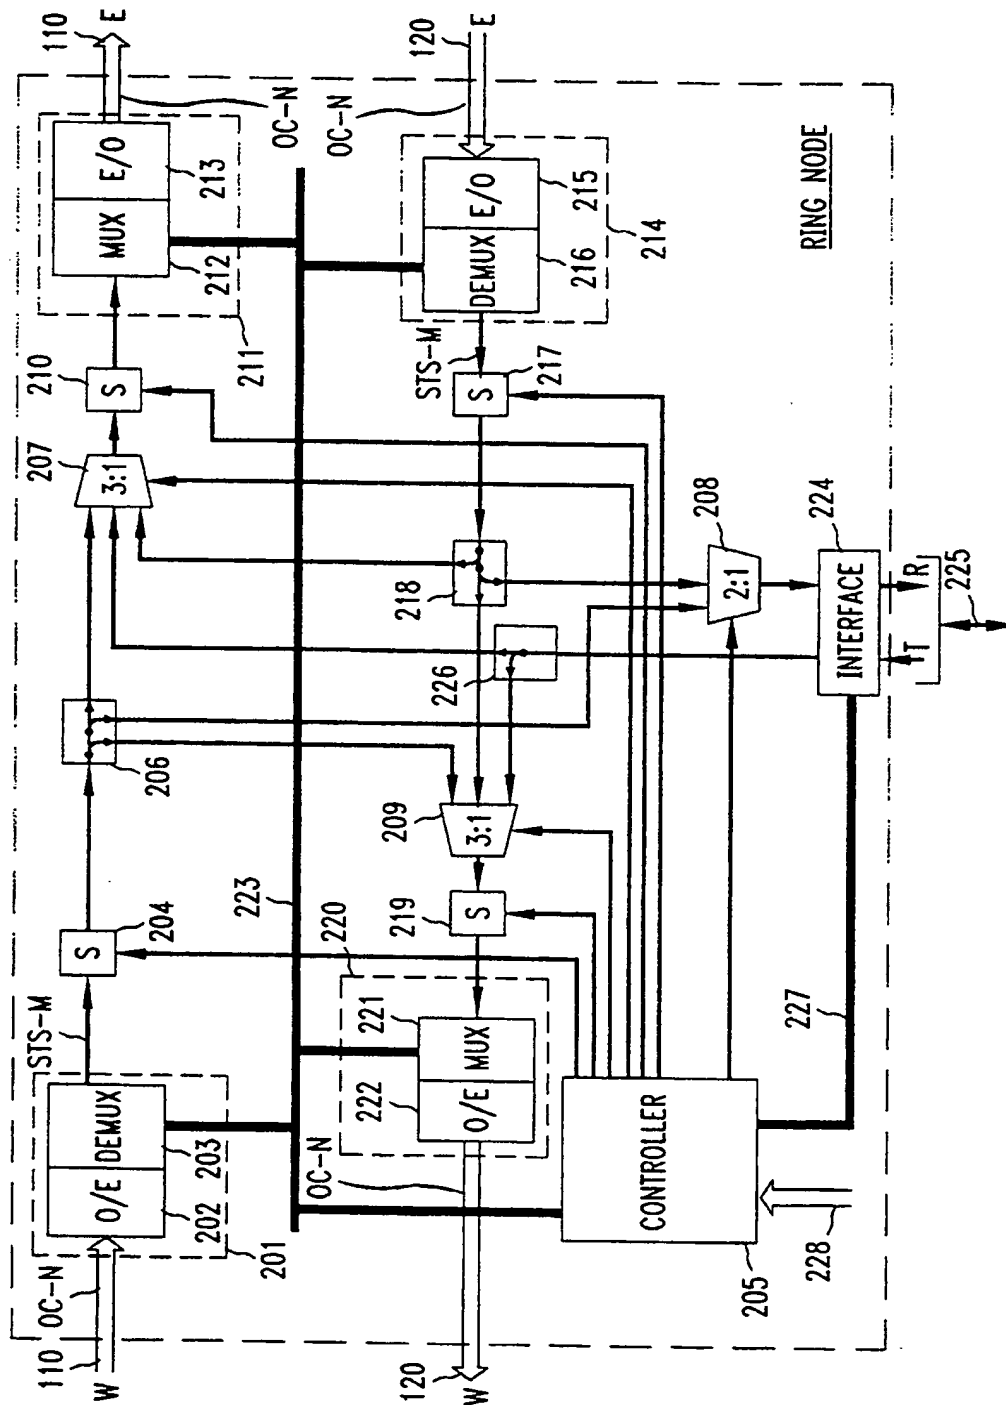 110
E
OC-N
MUX
E/O
212
213
211
210
S
207
3:1
206
204
S
STS-M
O/E
DEMUX
202
203
201
OC-N
110
W
223
OC-N
OC-N
120
E
DEMUX
E/O
216
215
214
STS-M
S
217
218
226
209
3:1
219
S
220
221
222
O/E
MUX
OC-N
120
W
RING NODE
208
2:1
224
INTERFACE
T
R
225
227
CONTROLLER
205
228